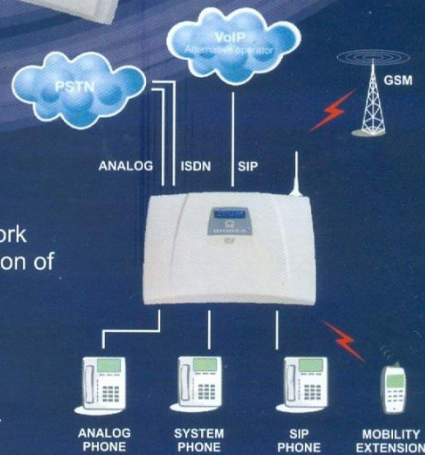 VoIP
Alternative operator
PSTN
GSM
ANALOG
ISDN
SIP
ork
on of
ANALOG
PHONE
SYSTEM
PHONE
SIP
PHONE
MOBILITY
EXTENSION